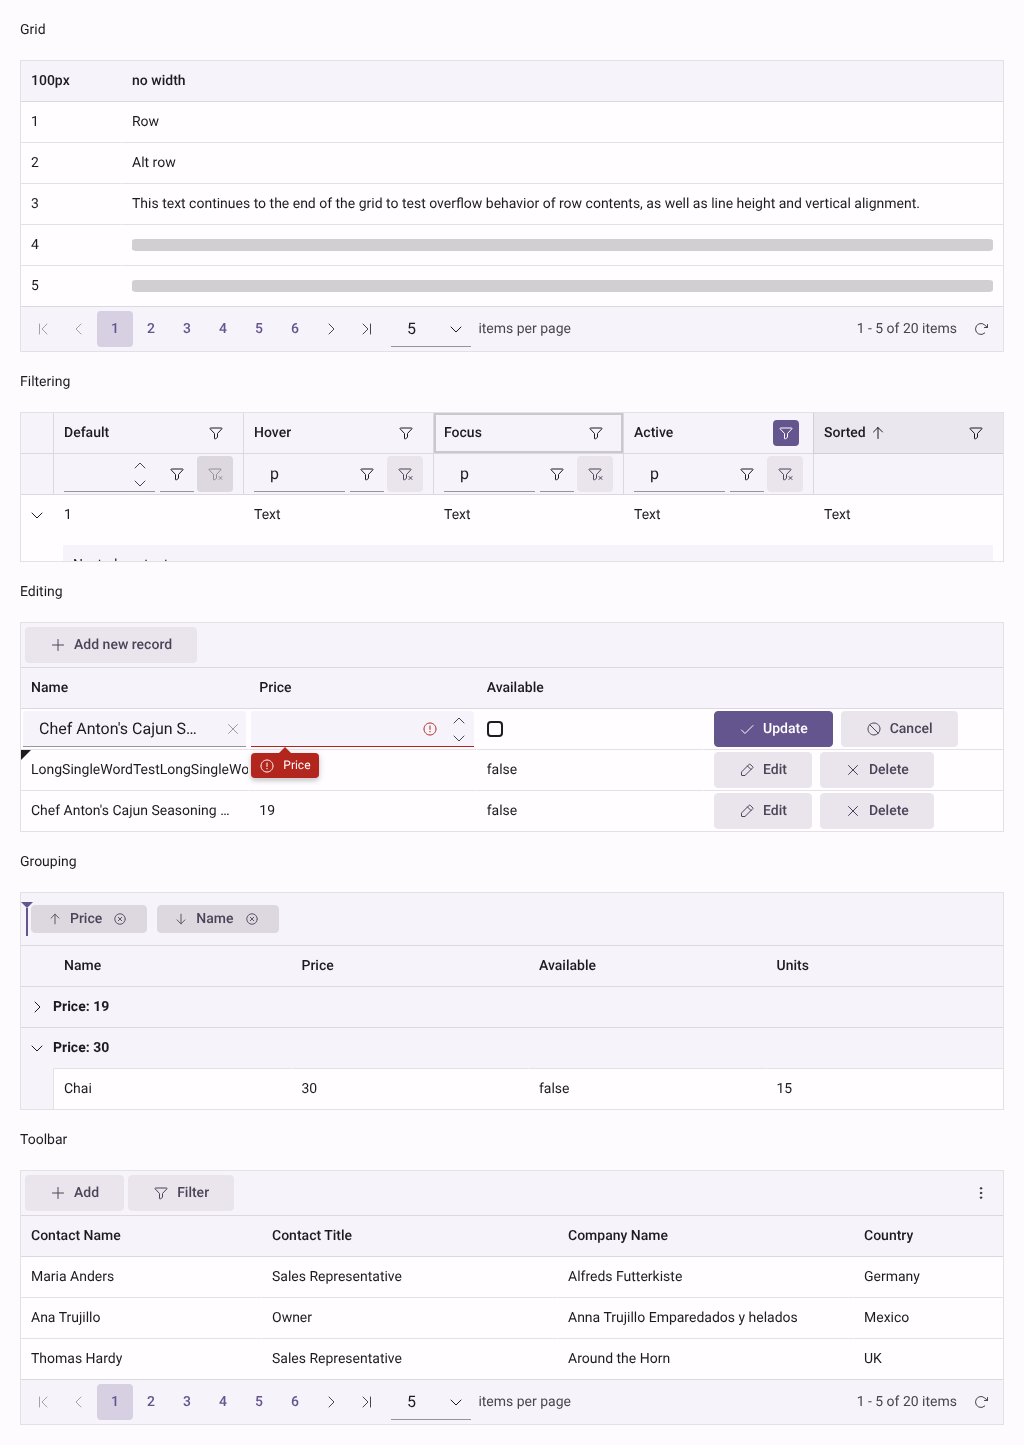 Grid
100px no width
1 Row
2 Alt row
3 This text continues to the end of the grid to test overflow behavior of row contents, as well as line height and vertical alignment.
4
5
1 2 3 4 5 6 5 items per page 1 - 5 of 20 items
Filtering
Default Hover Focus Active Sorted
p p p
1 Text Text Text Text
Editing
Add new record
Name Price Available
Chef Anton's Cajun S... Update Cancel
Price
LongSingleWordTestLongSingleWo false Edit Delete
Chef Anton's Cajun Seasoning ... 19 false Edit Delete
Grouping
Price Name
Name Price Available Units
Price: 19
Price: 30
Chai 30 false 15
Toolbar
Add Filter
Contact Name Contact Title Company Name Country
Maria Anders Sales Representative Alfreds Futterkiste Germany
Ana Trujillo Owner Anna Trujillo Emparedados y helados Mexico
Thomas Hardy Sales Representative Around the Horn UK
1 2 3 4 5 6 5 items per page 1 - 5 of 20 items